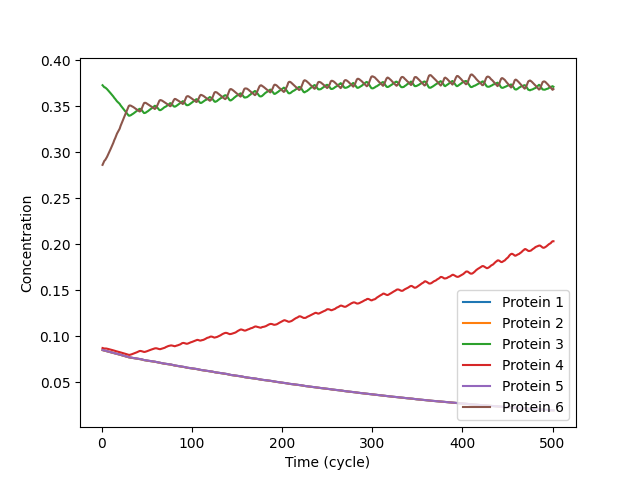 0.40
0.35
0.30
0.25
0.20
0.15
0.10
0.05
Concentration
0
100
200
300
400
500
Time (cycle)
Protein 1
Protein 2
Protein 3
Protein 4
Protein 5
Protein 6